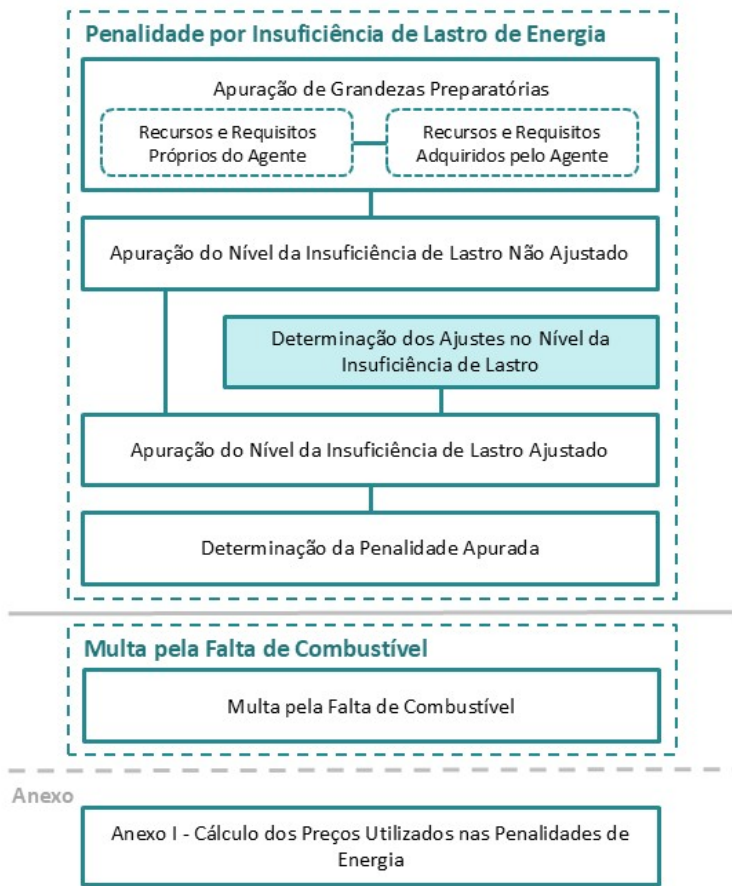 Penalidade por Insuficiência de Lastro de Energia
Apuração de Grandezas Preparatórias
Recursos e Requisitos
Próprios do Agente
Recursos e Requisitos
Adquiridos pelo Agente
Apuração do Nível da Insuficiência de Lastro Não Ajustado
Determinação dos Ajustes no Nível da
Insuficiência de Lastro
Apuração do Nível da Insuficiência de Lastro Ajustado
Determinação da Penalidade Apurada
Multa pela Falta de Combustível
Multa pela Falta de Combustível
Anexo
Anexo I - Cálculo dos Preços Utilizados nas Penalidades de
Energia